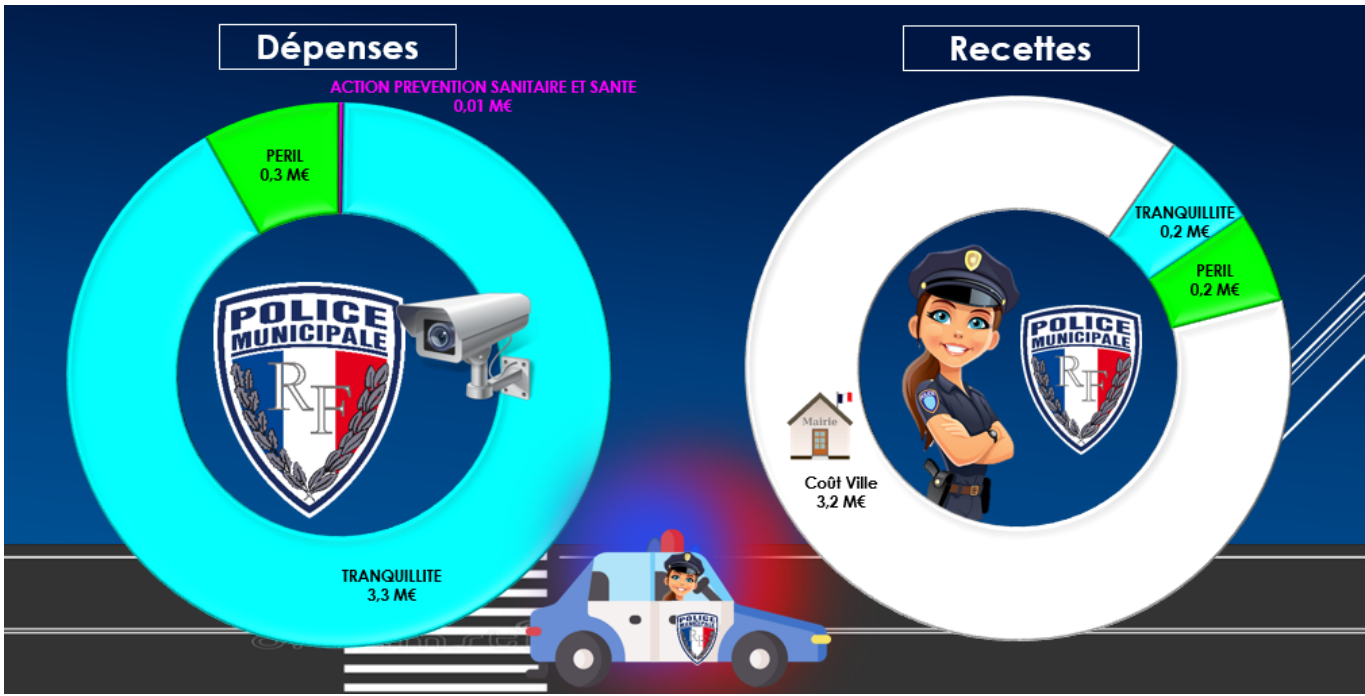 Dépenses
ACTION PREVENTION SANITAIRE ET SANTE
0,01 M€
PERIL
0,3 M€
POLICE
MUNICIPALE
RF
TRANQUILLITE
3,3 M€
Recettes
TRANQUILLITE
0,2 M€
PERIL
0,2 M€
POLICE
MUNICIPALE
RF
Mairie
Coût Ville
3,2 M€
POLICE
MUNICIPALE